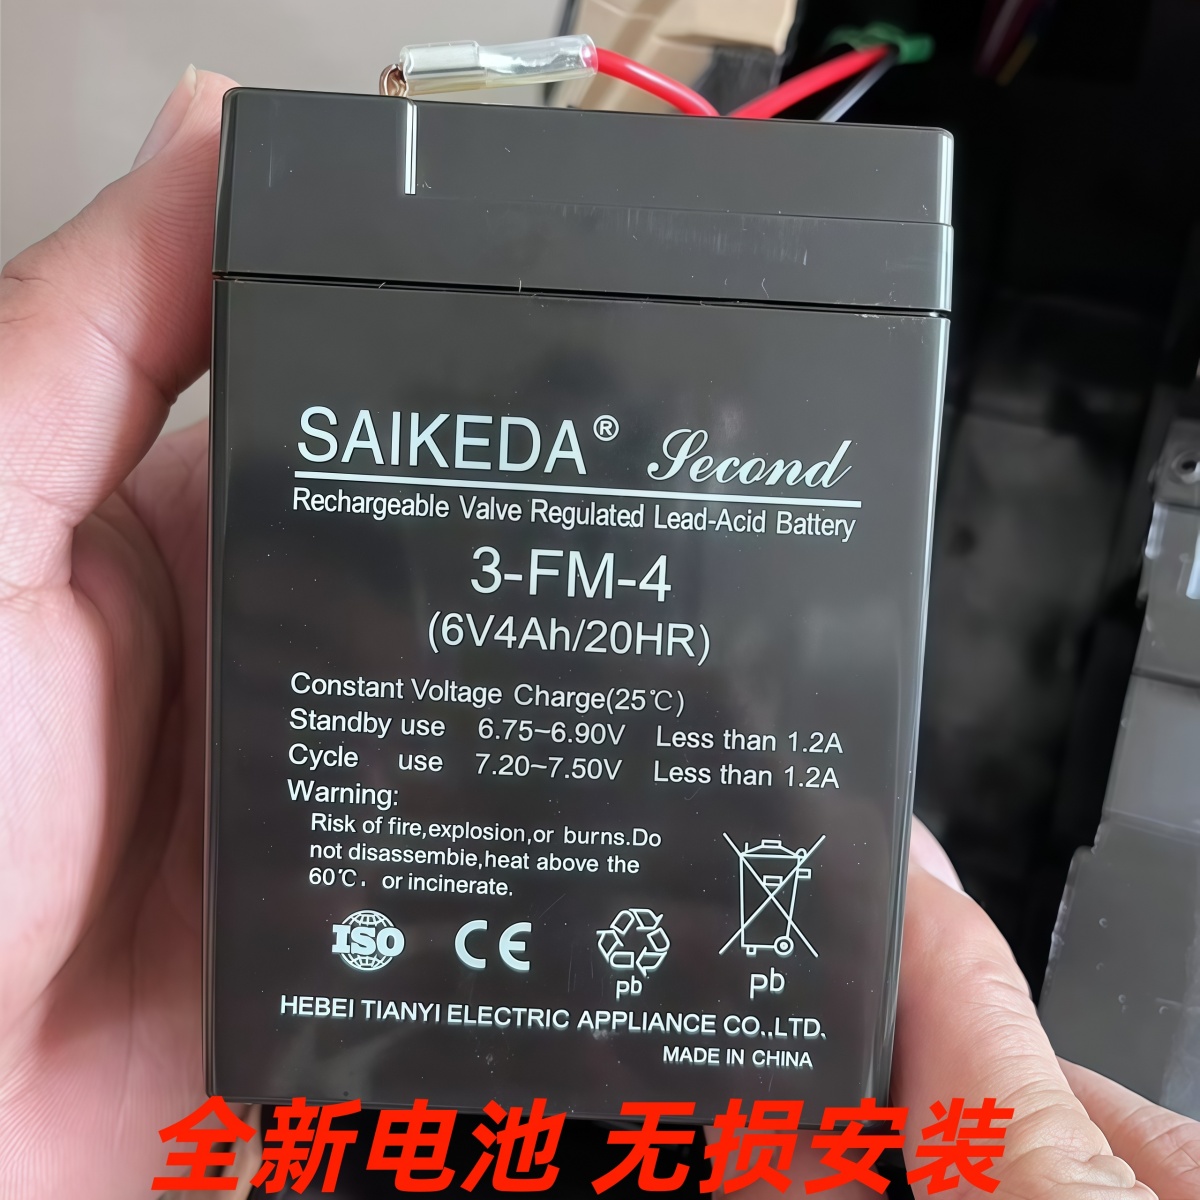 SAIKEDA® Second
Rechargeable Valve Regulated Lead-Acid Battery
3-FM-4
(6V4Ah/20HR)
Constant Voltage Charge(25℃)
Standby use 6.75~6.90V Less than 1.2A
Cycle use 7.20~7.50V Less than 1.2A
Warning:
Risk of fire,explosion,or burns.Do
not disassembie,heat above the
60℃, or incinerate.
ISO CE
pb pb
HEBEI TIANYI ELECTRIC APPLIANCE CO.,LTD.
MADE IN CHINA
全新电池 无损安装